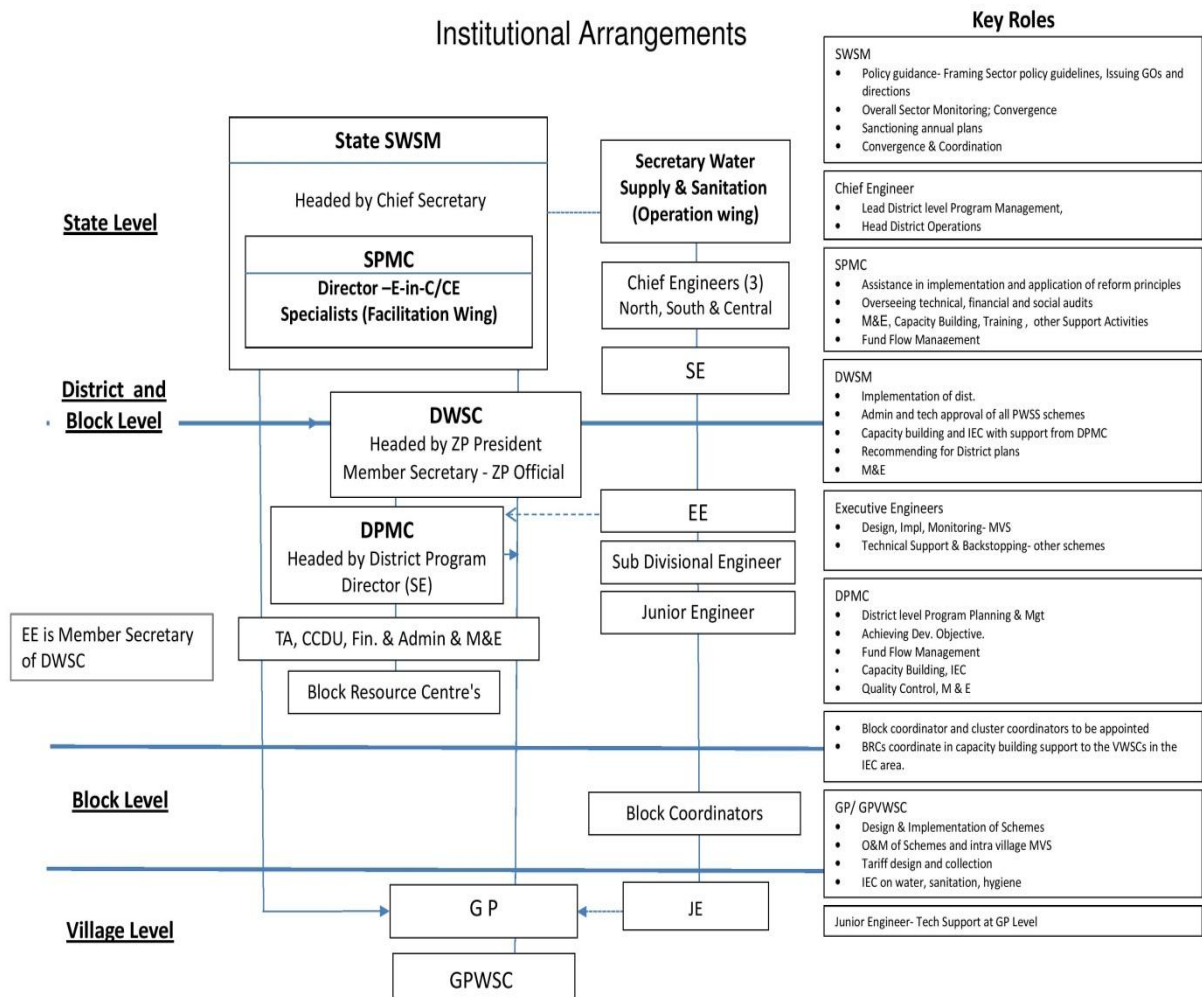 Institutional Arrangements
Key Roles
State Level
State SWSM
Headed by Chief Secretary
SPMC
Director –E-in-C/CE
Specialists (Facilitation Wing)
Secretary Water
Supply & Sanitation
(Operation wing)
Chief Engineers (3)
North, South & Central
SE
District and
Block Level
DWSC
Headed by ZP President
Member Secretary - ZP Official
DPMC
Headed by District Program
Director (SE)
EE
Sub Divisional Engineer
Junior Engineer
EE is Member Secretary
of DWSC
TA, CCDU, Fin. & Admin & M&E
Block Resource Centre's
Block Level
Block Coordinators
Village Level
G P
JE
GPWSC
SWSM
• Policy guidance- Framing Sector policy guidelines, Issuing GOs and
directions
• Overall Sector Monitoring; Convergence
• Sanctioning annual plans
• Convergence & Coordination
Chief Engineer
• Lead District level Program Management,
• Head District Operations
SPMC
• Assistance in implementation and application of reform principles
• Overseeing technical, financial and social audits
• M&E, Capacity Building, Training , other Support Activities
• Fund Flow Management
DWSM
• Implementation of dist.
• Admin and tech approval of all PWSS schemes
• Capacity building and IEC with support from DPMC
• Recommending for District plans
• M&E
Executive Engineers
• Design, Impl, Monitoring- MVS
• Technical Support & Backstopping- other schemes
DPMC
• District level Program Planning & Mgt
• Achieving Dev. Objective.
• Fund Flow Management
• Capacity Building, IEC
• Quality Control, M & E
• Block coordinator and cluster coordinators to be appointed
• BRCs coordinate in capacity building support to the VWSCs in the
IEC area.
GP/ GPVWSC
• Design & Implementation of Schemes
• O&M of Schemes and intra village MVS
• Tariff design and collection
• IEC on water, sanitation, hygiene
Junior Engineer- Tech Support at GP Level